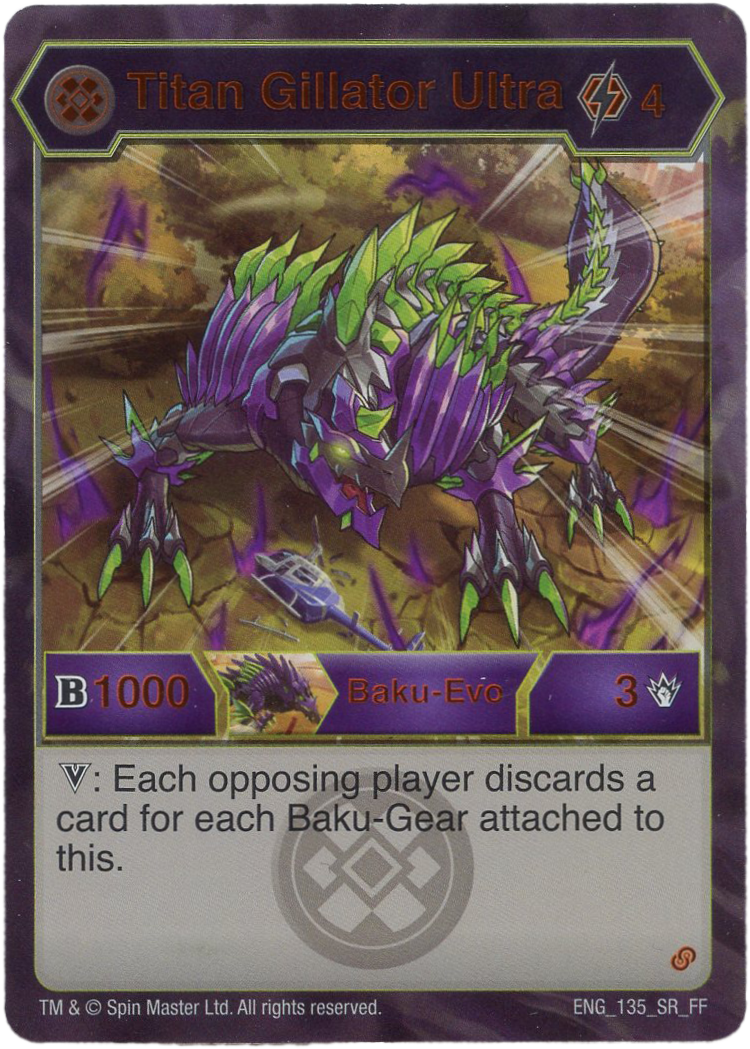 Titan Gillator Ultra 4
B 1000 Baku-Evo 3
V: Each opposing player discards a
card for each Baku-Gear attached to
this.
TM & © Spin Master Ltd. All rights reserved. ENG_135_SR_FF